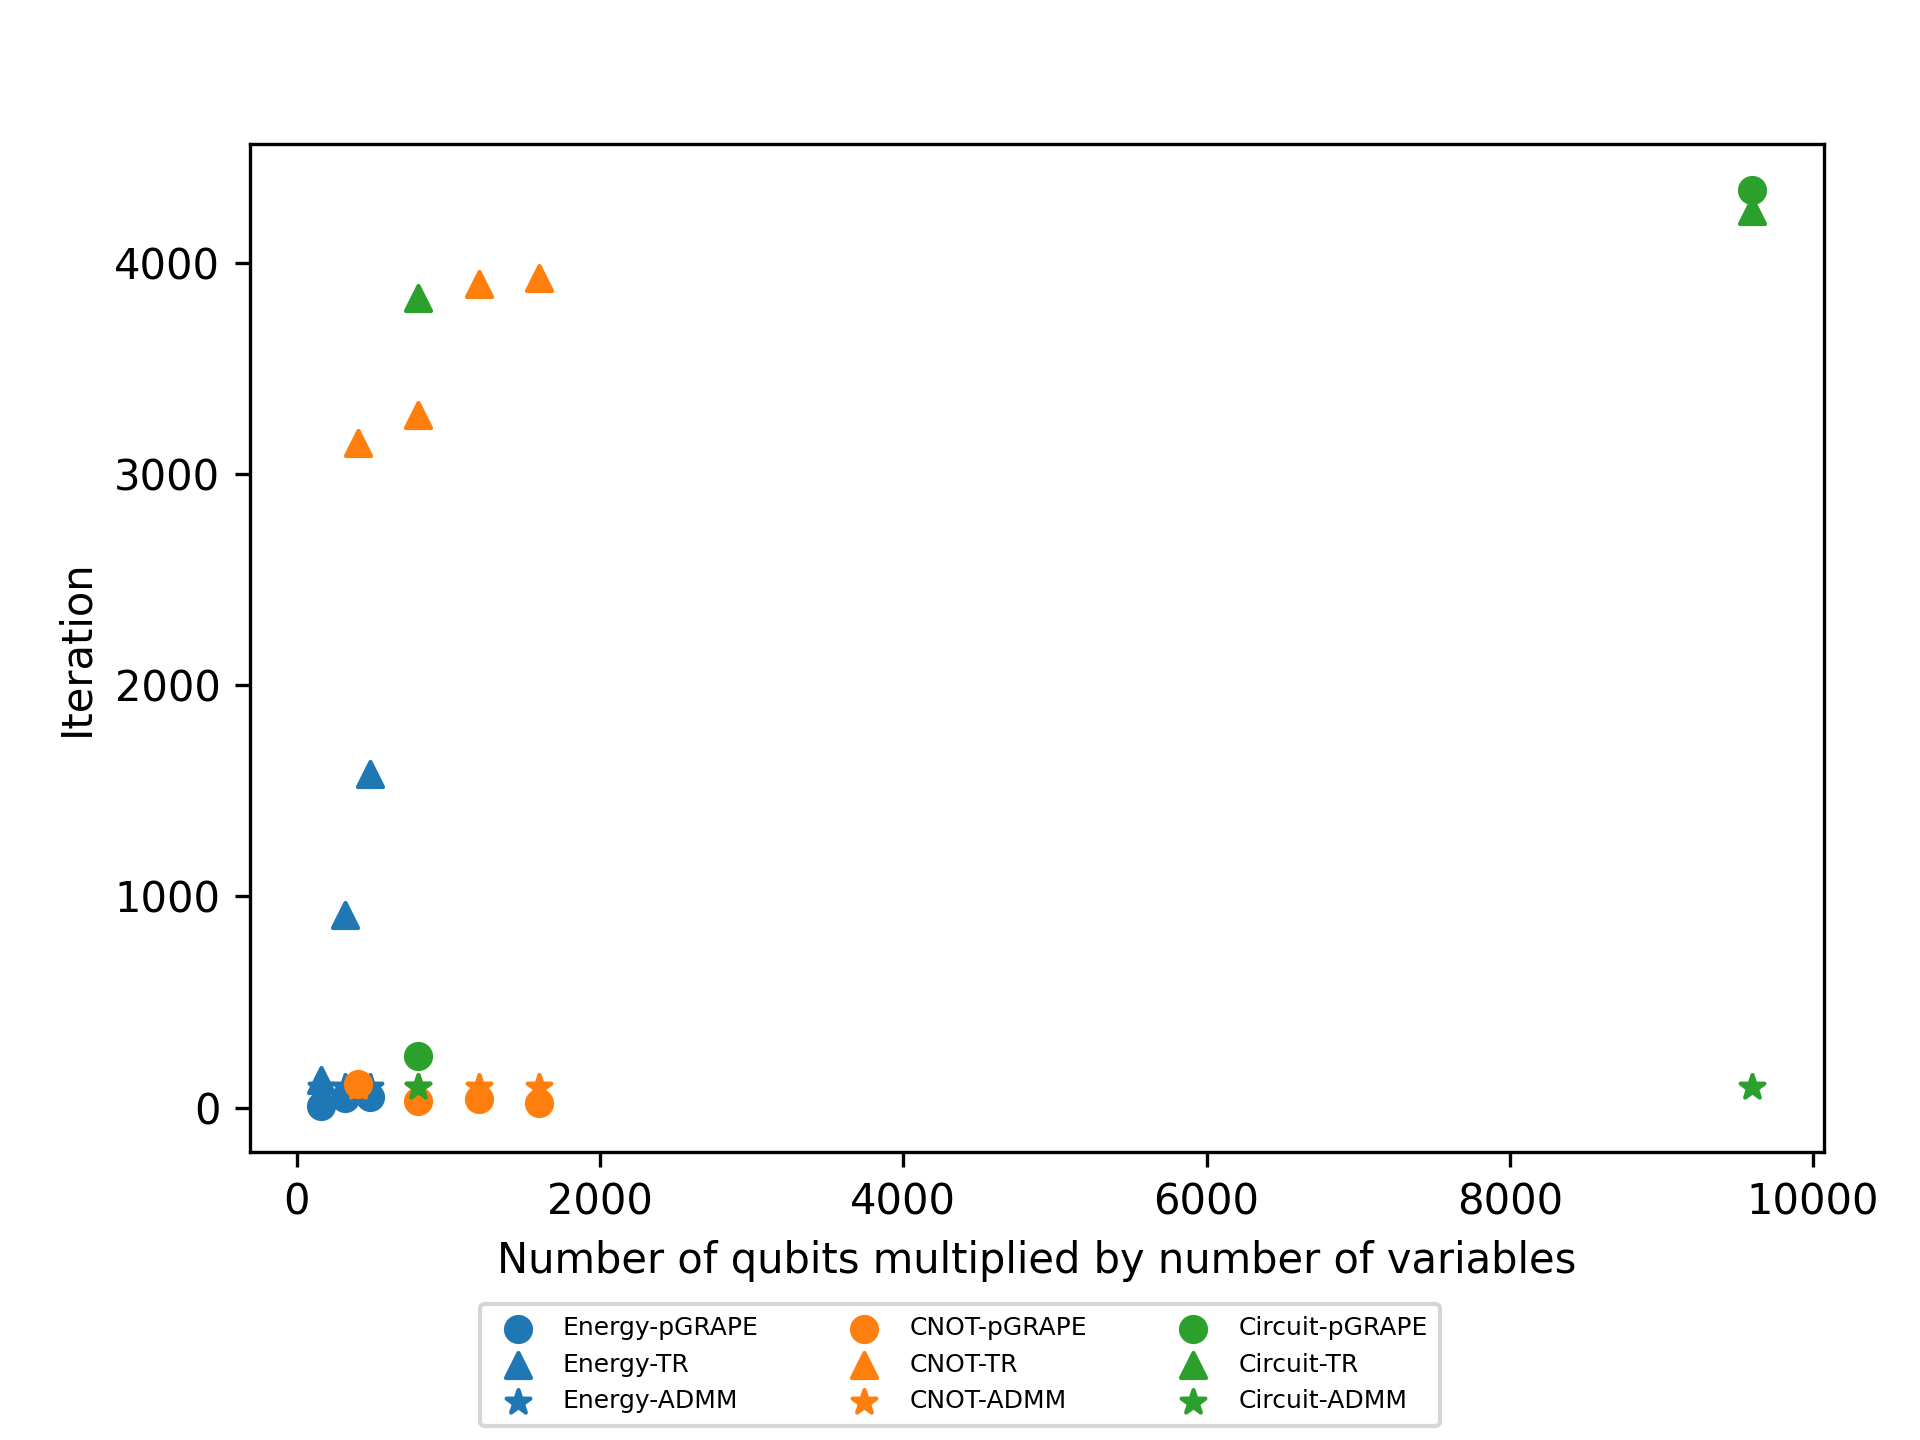 4000
3000
2000
1000
0
Iteration
0 2000 4000 6000 8000 10000
Number of qubits multiplied by number of variables
Energy-pGRAPE CNOT-pGRAPE Circuit-pGRAPE
Energy-TR CNOT-TR Circuit-TR
Energy-ADMM CNOT-ADMM Circuit-ADMM